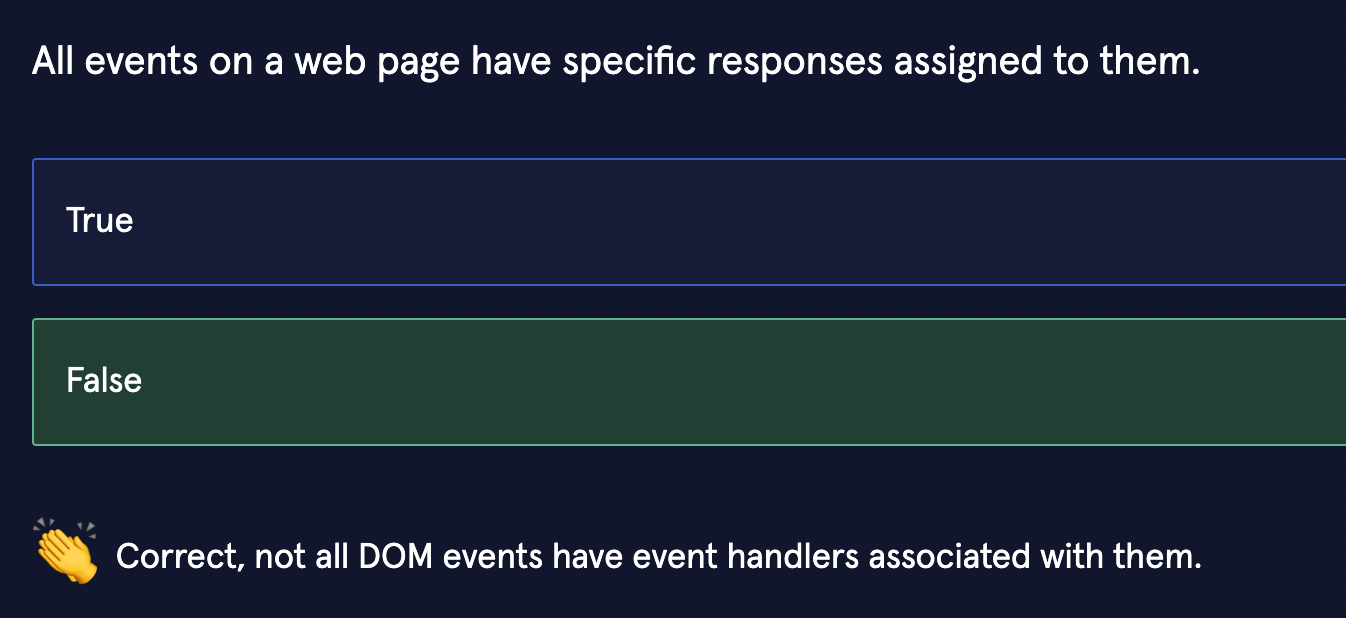 All events on a web page have specific responses assigned to them.
True
False
Correct, not all DOM events have event handlers associated with them.